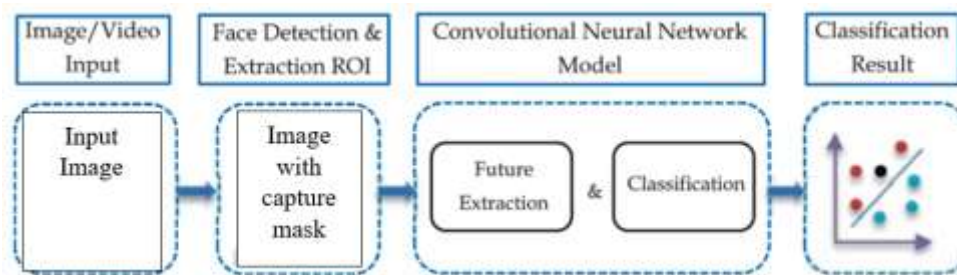 Image/Video
Input
Face Detection &
Extraction ROI
Convolutional Neural Network
Model
Classification
Result
Input
Image
Image
with
capture
mask
Future
Extraction
&
Classification